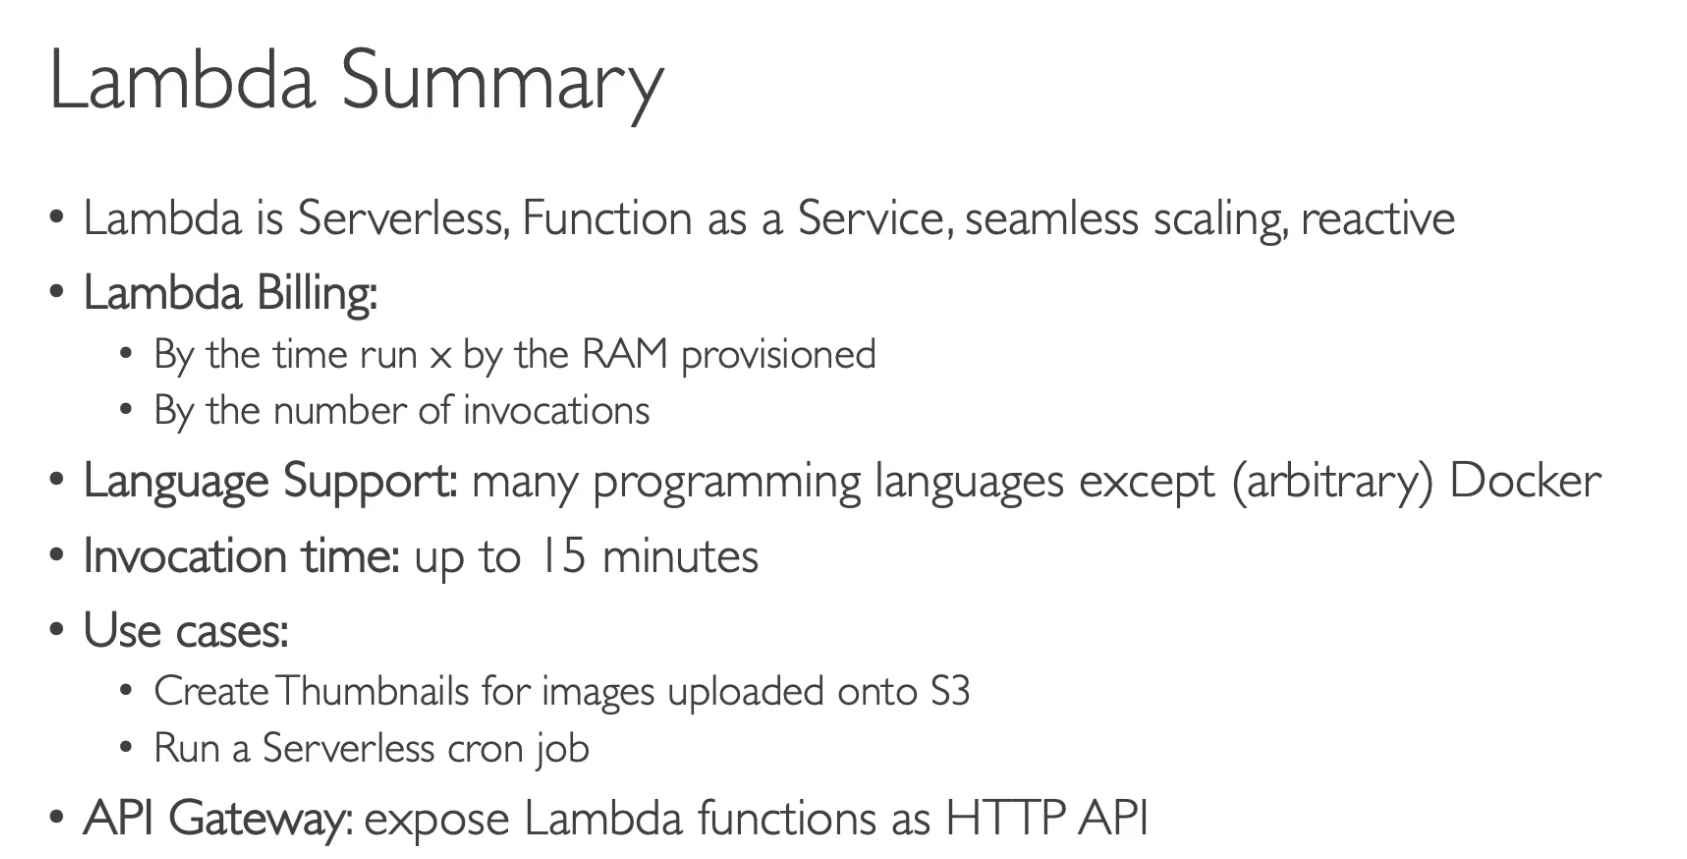 Lambda Summary
• Lambda is Serverless, Function as a Service, seamless scaling, reactive
• Lambda Billing:
• By the time run x by the RAM provisioned
• By the number of invocations
• Language Support: many programming languages except (arbitrary) Docker
• Invocation time: up to 15 minutes
• Use cases:
• Create Thumbnails for images uploaded onto S3
• Run a Serverless cron job
• API Gateway: expose Lambda functions as HTTP API